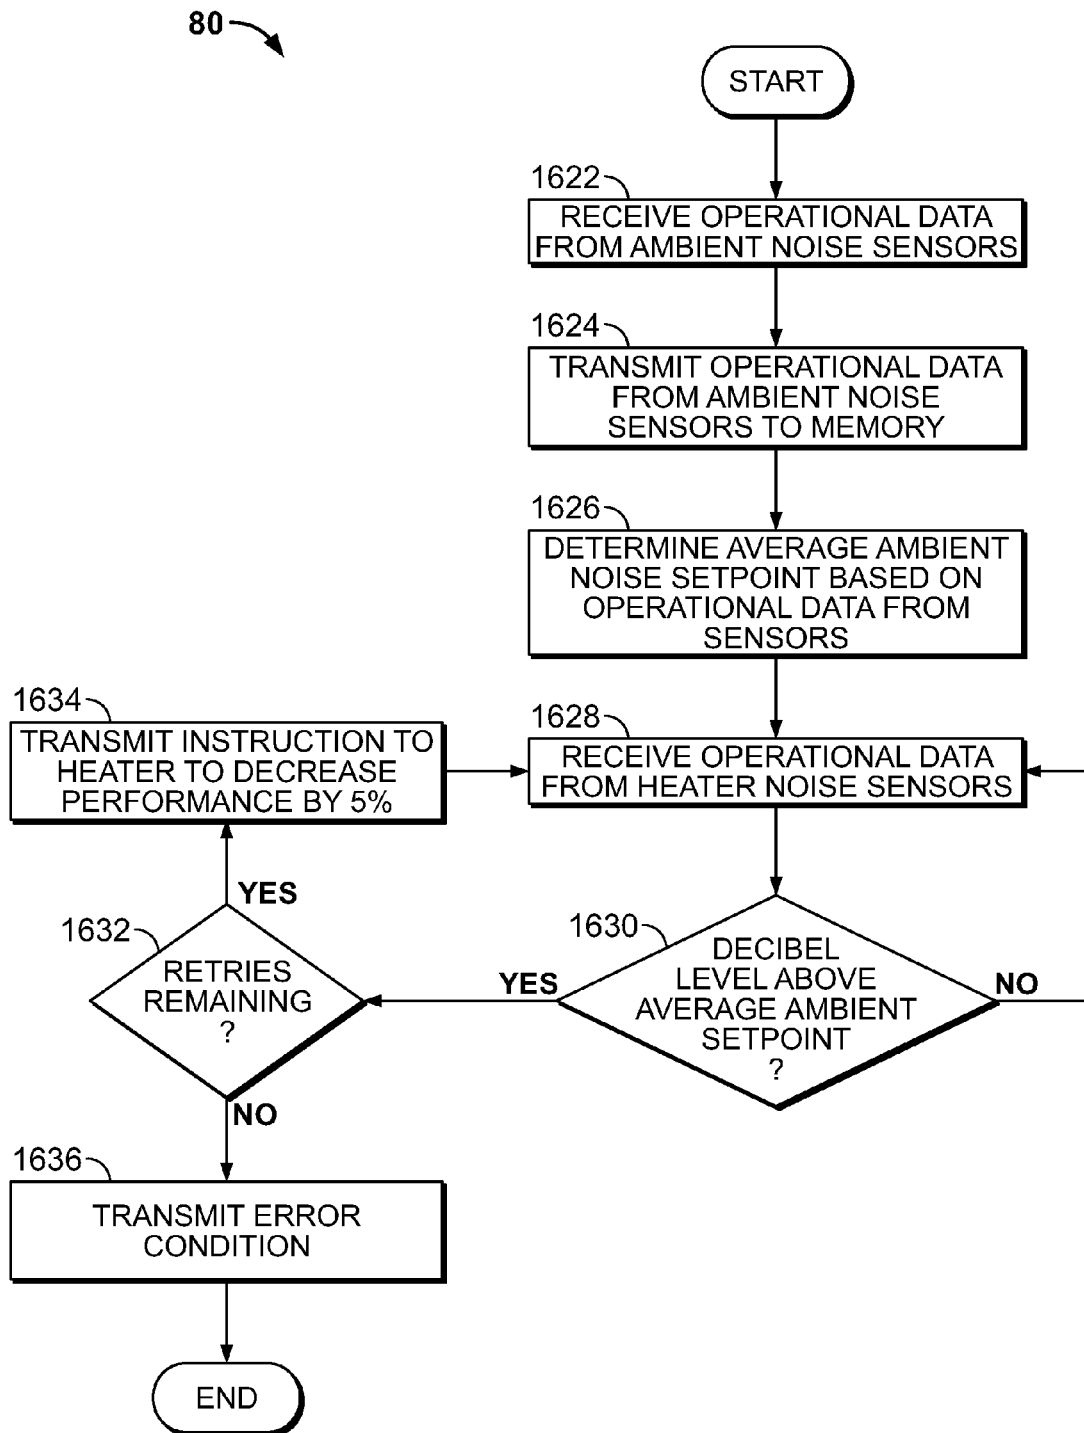 80
START
1622
RECEIVE OPERATIONAL DATA
FROM AMBIENT NOISE SENSORS
1624
TRANSMIT OPERATIONAL DATA
FROM AMBIENT NOISE
SENSORS TO MEMORY
1626
DETERMINE AVERAGE AMBIENT
NOISE SETPOINT BASED ON
OPERATIONAL DATA FROM
SENSORS
1628
RECEIVE OPERATIONAL DATA
FROM HEATER NOISE SENSORS
1630
DECIBEL
LEVEL ABOVE
AVERAGE AMBIENT
SETPOINT
?
NO
YES
1632
RETRIES
REMAINING
?
YES
1634
TRANSMIT INSTRUCTION TO
HEATER TO DECREASE
PERFORMANCE BY 5%
NO
1636
TRANSMIT ERROR
CONDITION
END